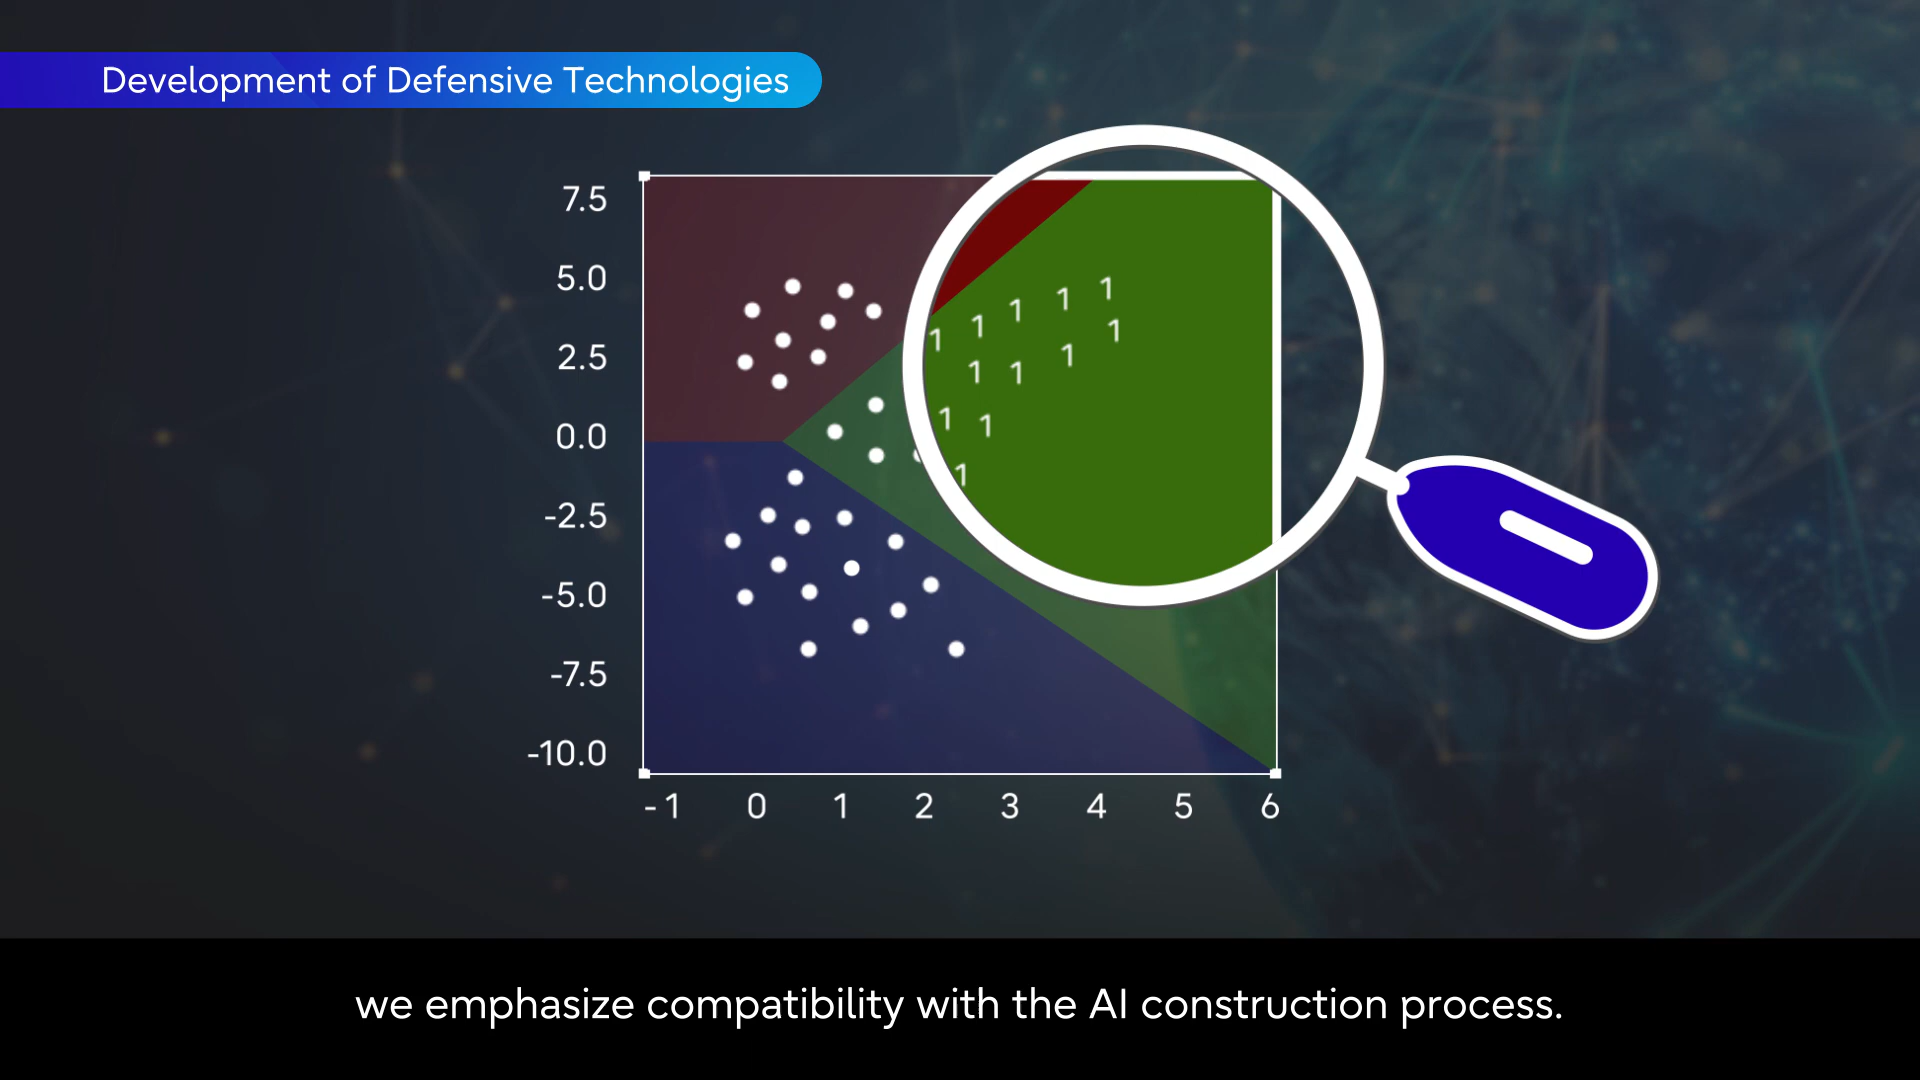 Development of Defensive Technologies
7.5
5.0
2.5
0.0
-2.5
-5.0
-7.5
-10.0
-1 0 1 2 3 4 5 6
1 1 1 1 1
1 1 1 1
1 1
1
we emphasize compatibility with the AI construction process.